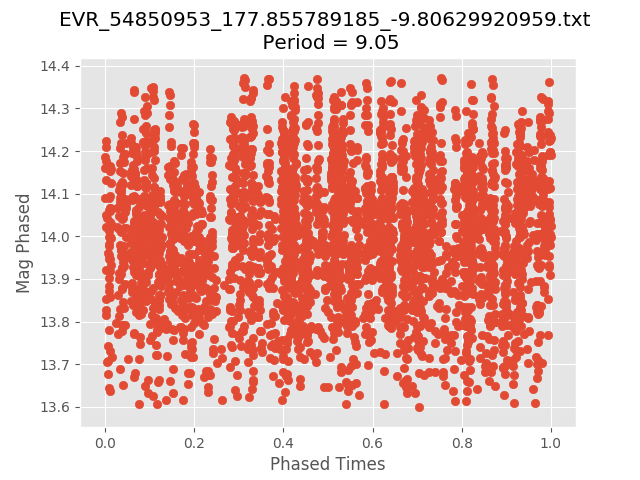 EVR_54850953_177.855789185_-9.80629920959.txt
Period = 9.05
14.4
14.3
14.2
14.1
14.0
13.9
13.8
13.7
13.6
Mag Phased
0.0 0.2 0.4 0.6 0.8 1.0
Phased Times